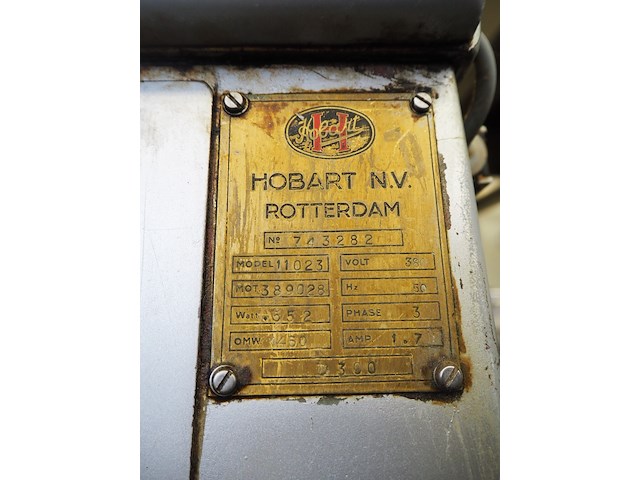 Hobart
H
HOBART N.V.
ROTTERDAM
No 743282
MODEL 11023 VOLT
MOT. 389028 Hz 50
Watt 552 PHASE 3
OMW. AMP. 1.7